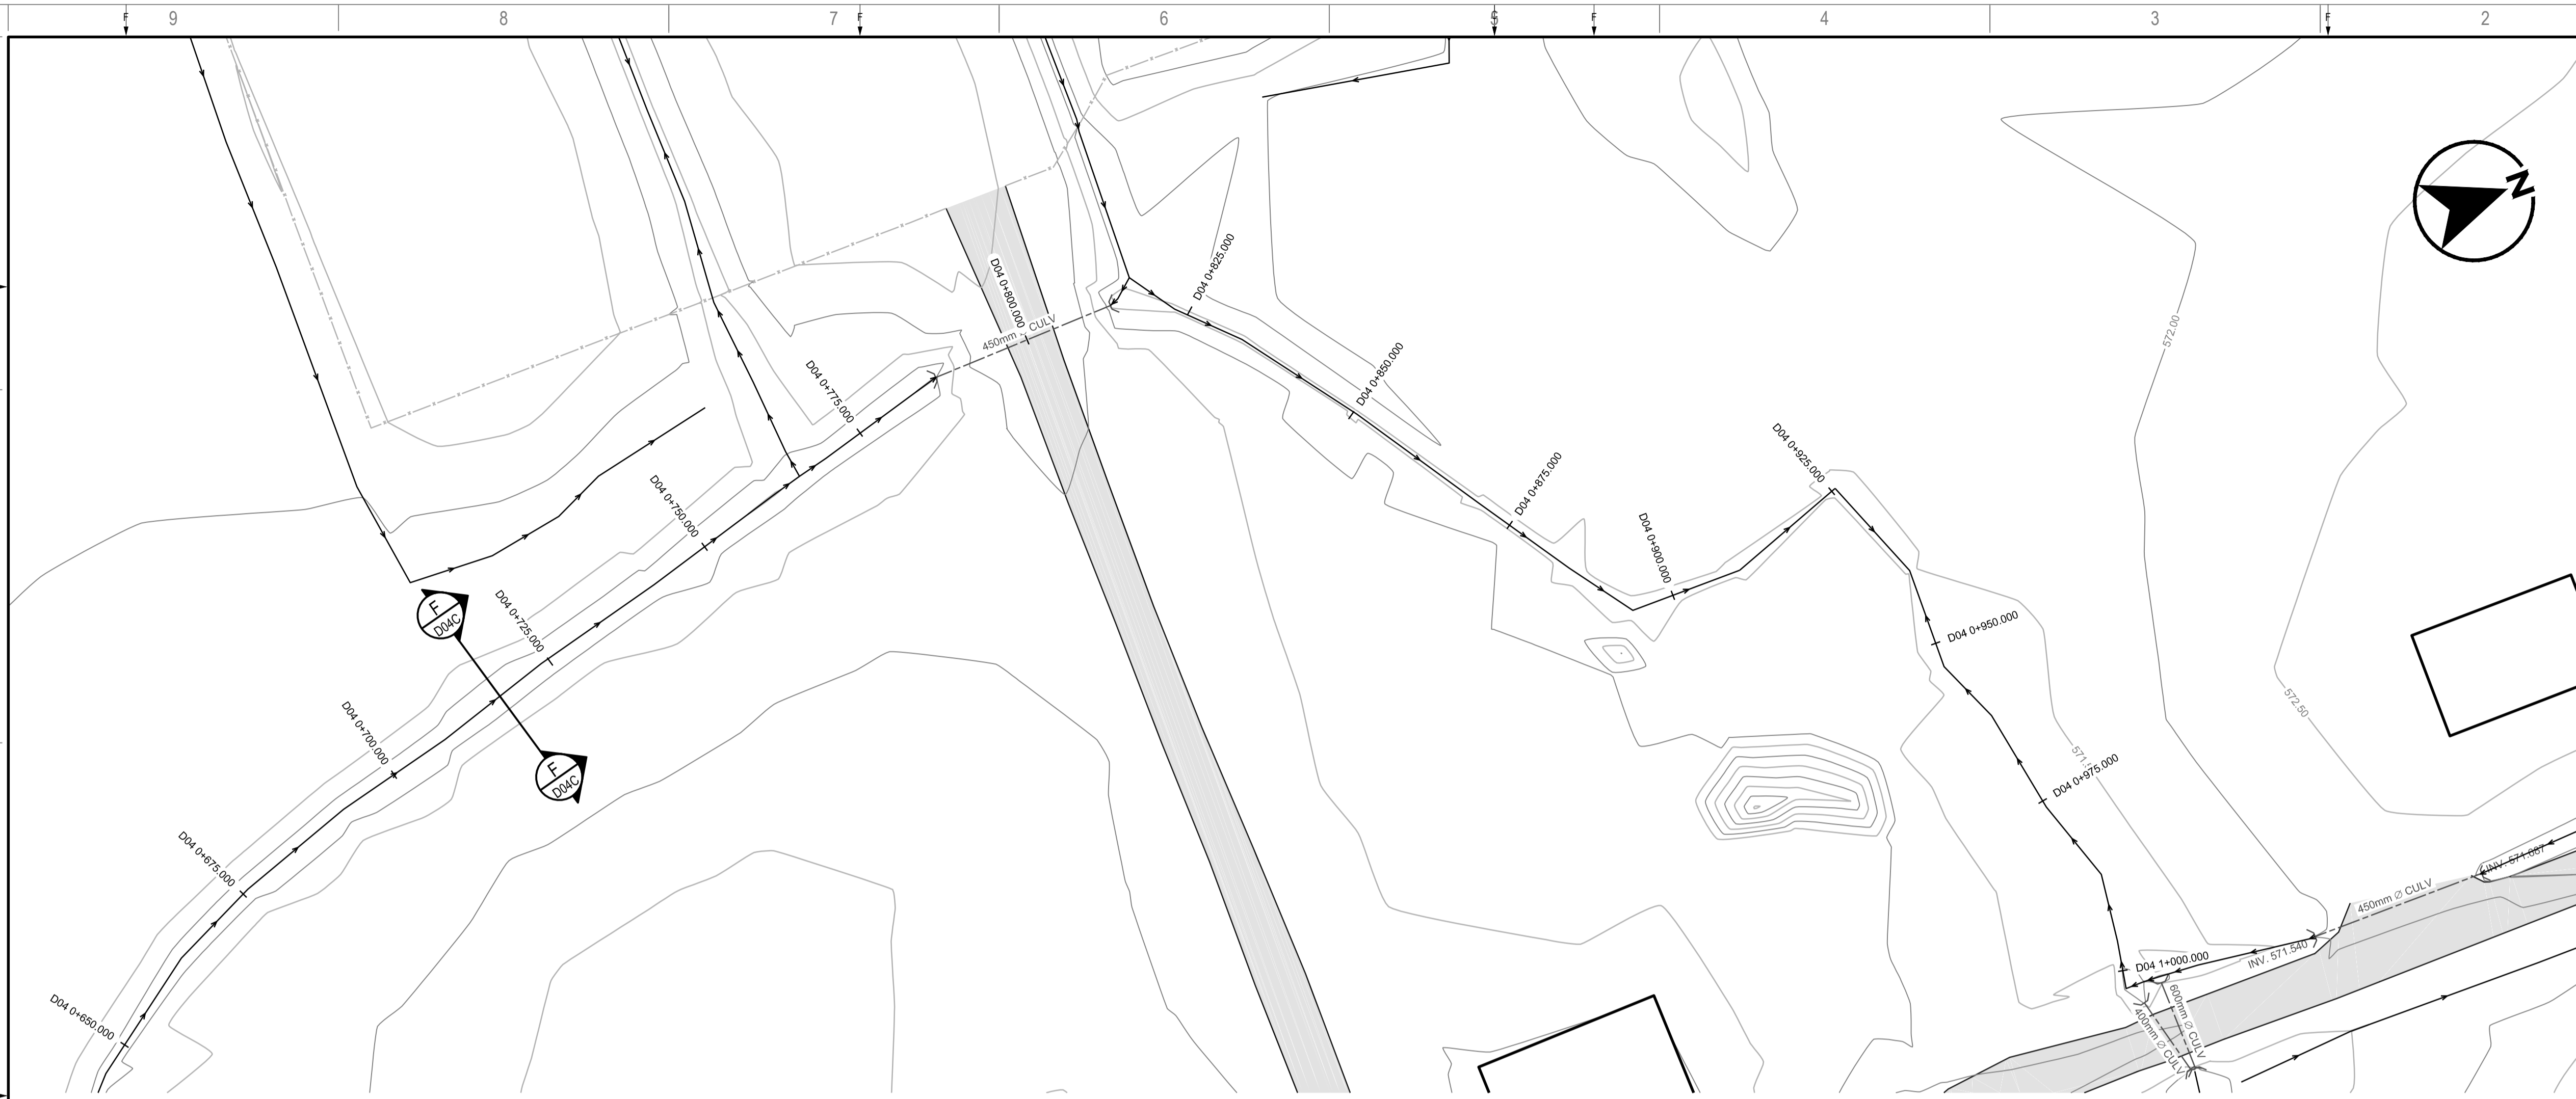 F F F F F
9 8 7 6 5 4 3 2
N
D04 0+825.000
D04 0+800.000
450mm CULV
572.00
D04 0+850.000
D04 0+775.000
D04 0+925.000
D04 0+875.000
D04 0+750.000
D04 0+900.000
F
D04C
D04 0+725.000
D04 0+950.000
572.50
D04 0+700.000
F
D04C
571.
D04 0+975.000
D04 0+675.000
INV. 571.687
450mm Ø CULV
INV. 571.540
D04 1+000.000
600mm Ø CULV
400mm Ø CULV
D04 0+650.000